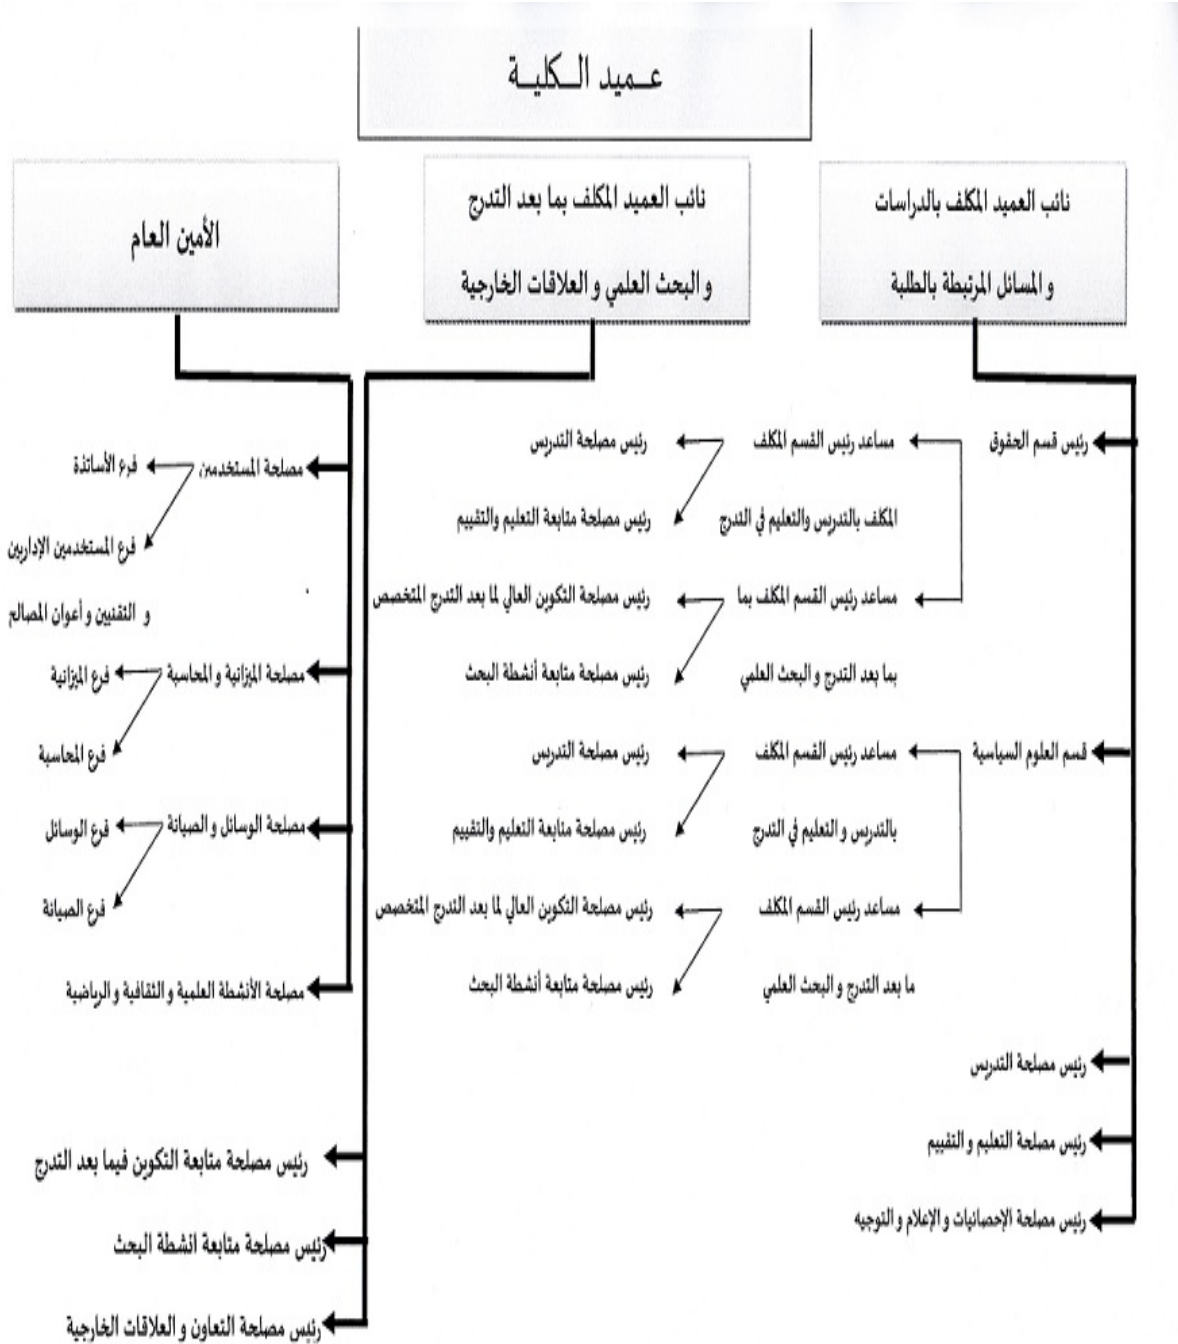 عـميد الـكليـة
نائب العميد المكلف بالدراسات
و المسائل المرتبطة بالطلبة
نائب العميد المكلف بما بعد التدرج
و البحث العلمي و العلاقات الخارجية
الأمين العام
رئيس قسم الحقوق
مساعد رئيس القسم المكلف
المكلف بالتدريس والتعليم في التدرج
رئيس مصلحة التدريس
رئيس مصلحة متابعة التعليم والتقييم
مساعد رئيس القسم المكلف بما
بما بعد التدرج و البحث العلمي
رئيس مصلحة التكوين العالي لما بعد التدرج المتخصص
رئيس مصلحة متابعة أنشطة البحث
قسم العلوم السياسية
مساعد رئيس القسم المكلف
بالتدريس و التعليم في التدرج
رئيس مصلحة التدريس
رئيس مصلحة متابعة التعليم والتقييم
مساعد رئيس القسم المكلف
ما بعد التدرج و البحث العلمي
رئيس مصلحة التكوين العالي لما بعد التدرج المتخصص
رئيس مصلحة متابعة أنشطة البحث
رئيس مصلحة التدريس
رئيس مصلحة التعليم و التقييم
رئيس مصلحة الإحصائيات و الإعلام و التوجيه
مصلحة المستخدمين
فرع الأساتذة
فرع المستخدمين الإداريين
و التقنيين و أعوان المصالح
مصلحة الميزانية و المحاسبة
فرع الميزانية
فرع المحاسبة
مصلحة الوسائل و الصيانة
فرع الوسائل
فرع الصيانة
مصلحة الأنشطة العلمية و الثقافية و الرياضية
رئيس مصلحة متابعة التكوين فيما بعد التدرج
رئيس مصلحة متابعة انشطة البحث
رئيس مصلحة التعاون و العلاقات الخارجية